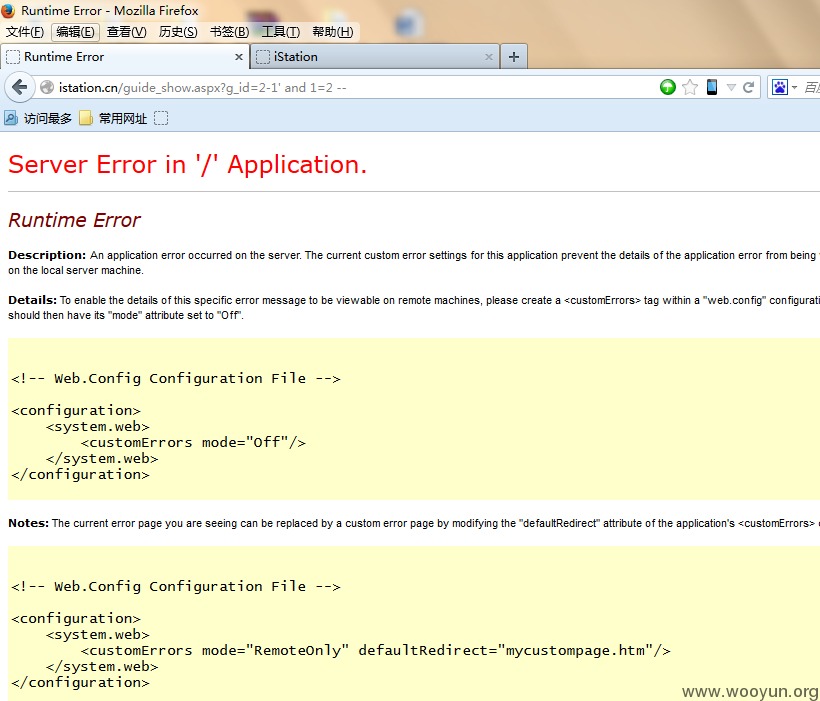 Runtime Error - Mozilla Firefox
文件(F) 编辑(E) 查看(V) 历史(S) 书签(B) 工具(T) 帮助(H)
Runtime Error × iStation × +
istation.cn/guide_show.aspx?g_id=2-1' and 1=2 --
访问最多 常用网址
Server Error in '/' Application.
Runtime Error
Description: An application error occurred on the server. The current custom error settings for this application prevent the details of the application error from being
on the local server machine.
Details: To enable the details of this specific error message to be viewable on remote machines, please create a <customErrors> tag within a "web.config"
should then have its "mode" attribute set to "Off".
<!-- Web.Config Configuration File -->
<configuration>
<system.web>
<customErrors mode="Off"/>
</system.web>
</configuration>
Notes: The current error page you are seeing can be replaced by a custom error page by modifying the "defaultRedirect" attribute of the application's <customErrors>
<!-- Web.Config Configuration File -->
<configuration>
<system.web>
<customErrors mode="RemoteOnly" defaultRedirect="mycustompage.htm"/>
</system.web>
</configuration>
www.wooyun.org